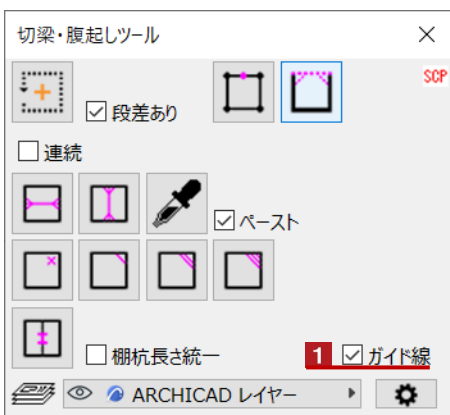 切梁・腹起しツール
SCP
段差あり
連続
ペースト
棚杭長さ統一
1 ガイド線
ARCHICAD レイヤー